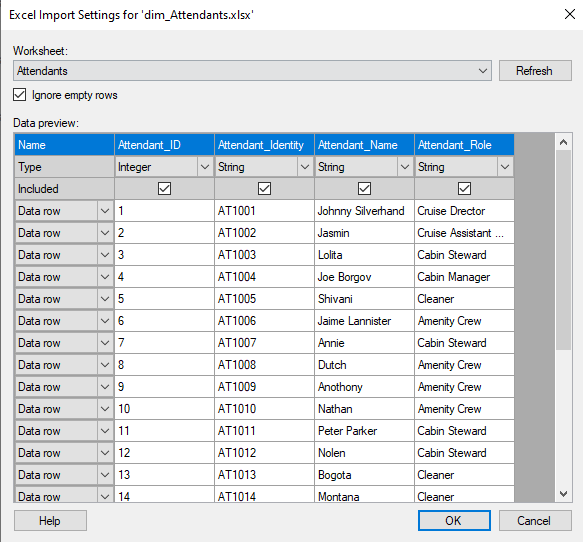 Excel Import Settings for 'dim_Attendants.xlsx'
Worksheet:
Attendants Refresh
Ignore empty rows
Data preview:
Name Attendant_ID Attendant_Identity Attendant_Name Attendant_Role
Type Integer String String String
Included
Data row 1 AT1001 Johnny Silverhand Cruise Drector
Data row 2 AT1002 Jasmin Cruise Assistant ...
Data row 3 AT1003 Lolita Cabin Steward
Data row 4 AT1004 Joe Borgov Cabin Manager
Data row 5 AT1005 Shivani Cleaner
Data row 6 AT1006 Jaime Lannister Amenity Crew
Data row 7 AT1007 Annie Cabin Steward
Data row 8 AT1008 Dutch Amenity Crew
Data row 9 AT1009 Anothony Amenity Crew
Data row 10 AT1010 Nathan Amenity Crew
Data row 11 AT1011 Peter Parker Cabin Steward
Data row 12 AT1012 Nolen Cabin Steward
Data row 13 AT1013 Bogota Cleaner
Data row 14 AT1014 Montana Cleaner
Help OK Cancel